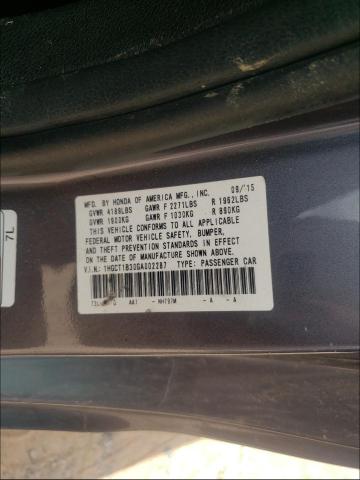 MFD. BY HONDA OF AMERICA MFG., INC. 09/15
GVWR 4189LBS GAWR F 2271LBS R 1962LBS
GVWR 1900KG GAWR F 1030KG R 890KG
THIS VEHICLE CONFORMS TO ALL APPLICABLE
FEDERAL MOTOR VEHICLE SAFETY, BUMPER,
AND THEFT PREVENTION STANDARDS IN EFFECT
ON THE DATE OF MANUFACTURE SHOWN ABOVE.
V.I.N.: 1HGCT1B30GA002287 TYPE: PASSENGER CAR
AA1 NH797M -A -A
7L